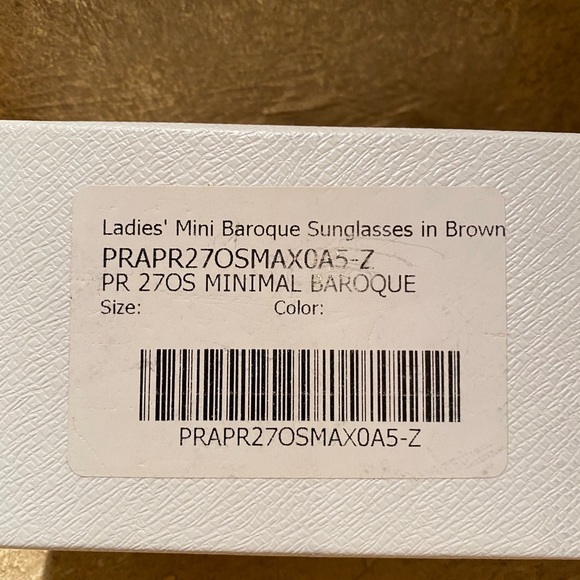 Ladies' Mini Baroque Sunglasses in Brown
PRAPR27OSMAX0A5-Z
PR 27OS MINIMAL BAROQUE
Size: Color:
PRAPR27OSMAX0A5-Z